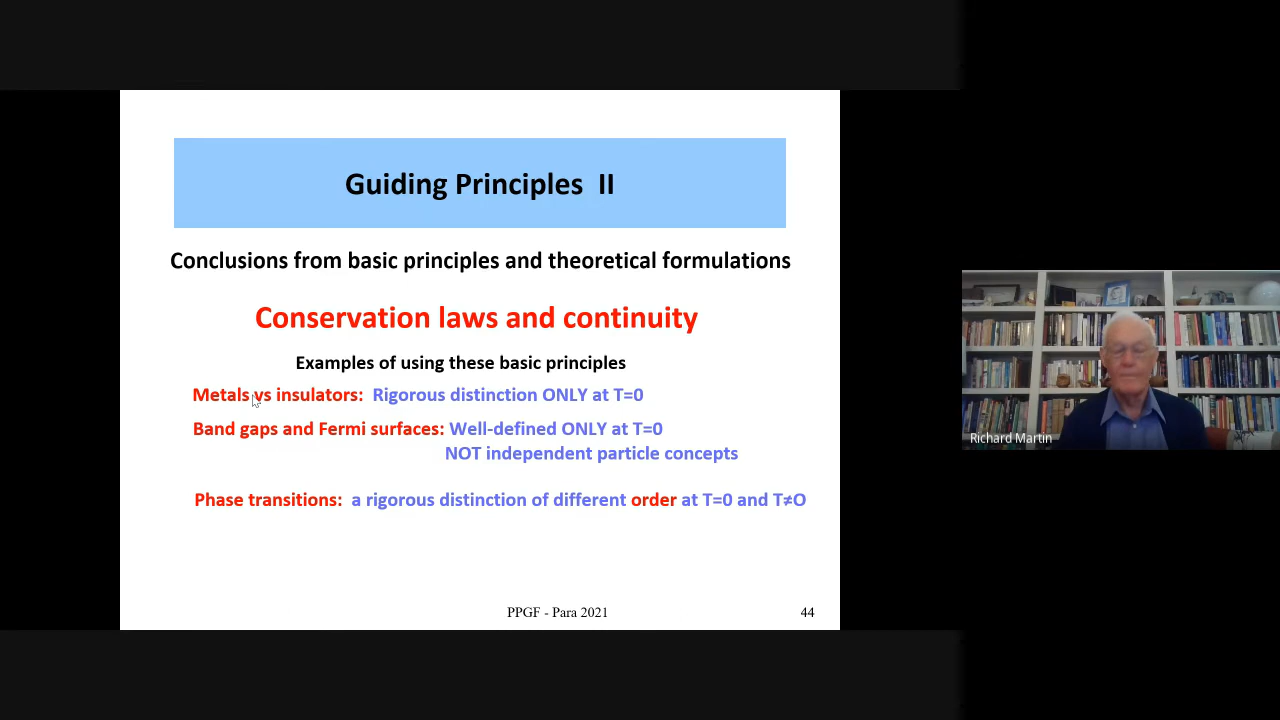 Guiding Principles II
Conclusions from basic principles and theoretical formulations
Conservation laws and continuity
Examples of using these basic principles
Metals vs insulators: Rigorous distinction ONLY at T=0
Band gaps and Fermi surfaces: Well-defined ONLY at T=0
NOT independent particle concepts
Phase transitions: a rigorous distinction of different order at T=0 and T≠O
PPGF - Para 2021
44
Richard Martin